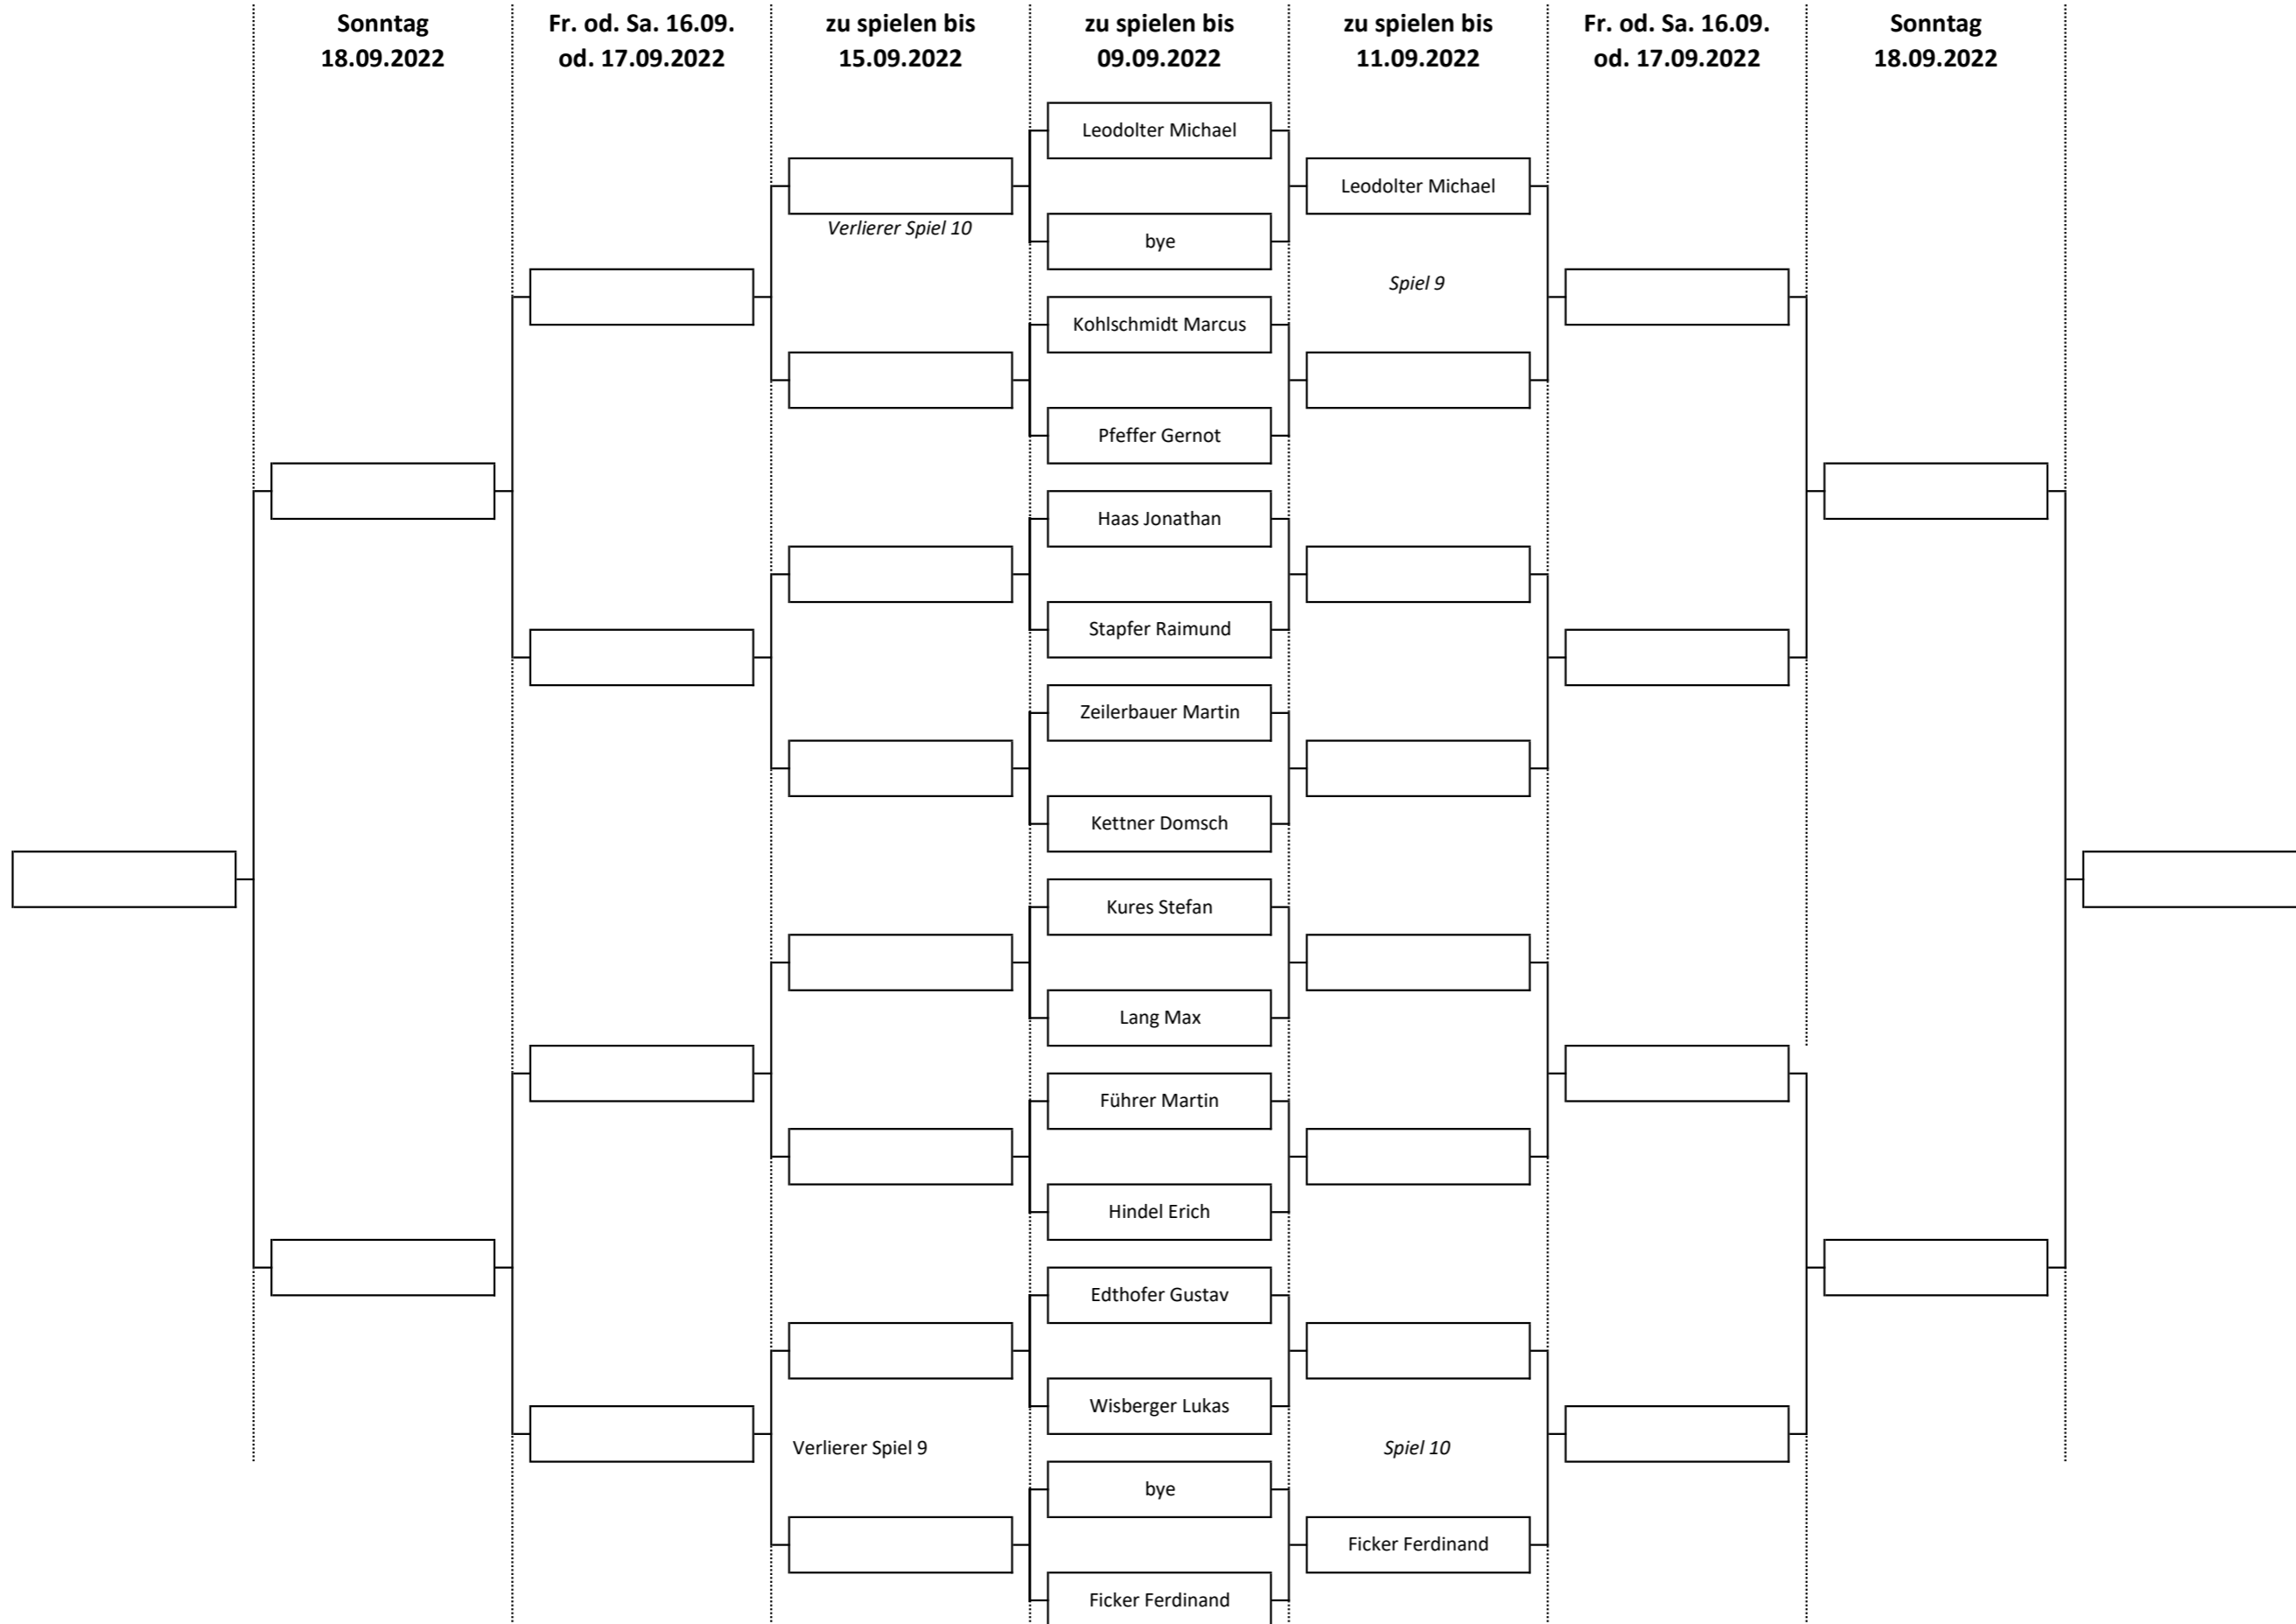 Sonntag
18.09.2022
Fr. od. Sa. 16.09.
od. 17.09.2022
zu spielen bis
15.09.2022
zu spielen bis
09.09.2022
zu spielen bis
11.09.2022
Fr. od. Sa. 16.09.
od. 17.09.2022
Sonntag
18.09.2022
Leodolter Michael
Leodolter Michael
Verlierer Spiel 10
bye
Spiel 9
Kohlschmidt Marcus
Pfeffer Gernot
Haas Jonathan
Stapfer Raimund
Zeilerbauer Martin
Kettner Domsch
Kures Stefan
Lang Max
Führer Martin
Hindel Erich
Edthofer Gustav
Wisberger Lukas
Verlierer Spiel 9
Spiel 10
bye
Ficker Ferdinand
Ficker Ferdinand